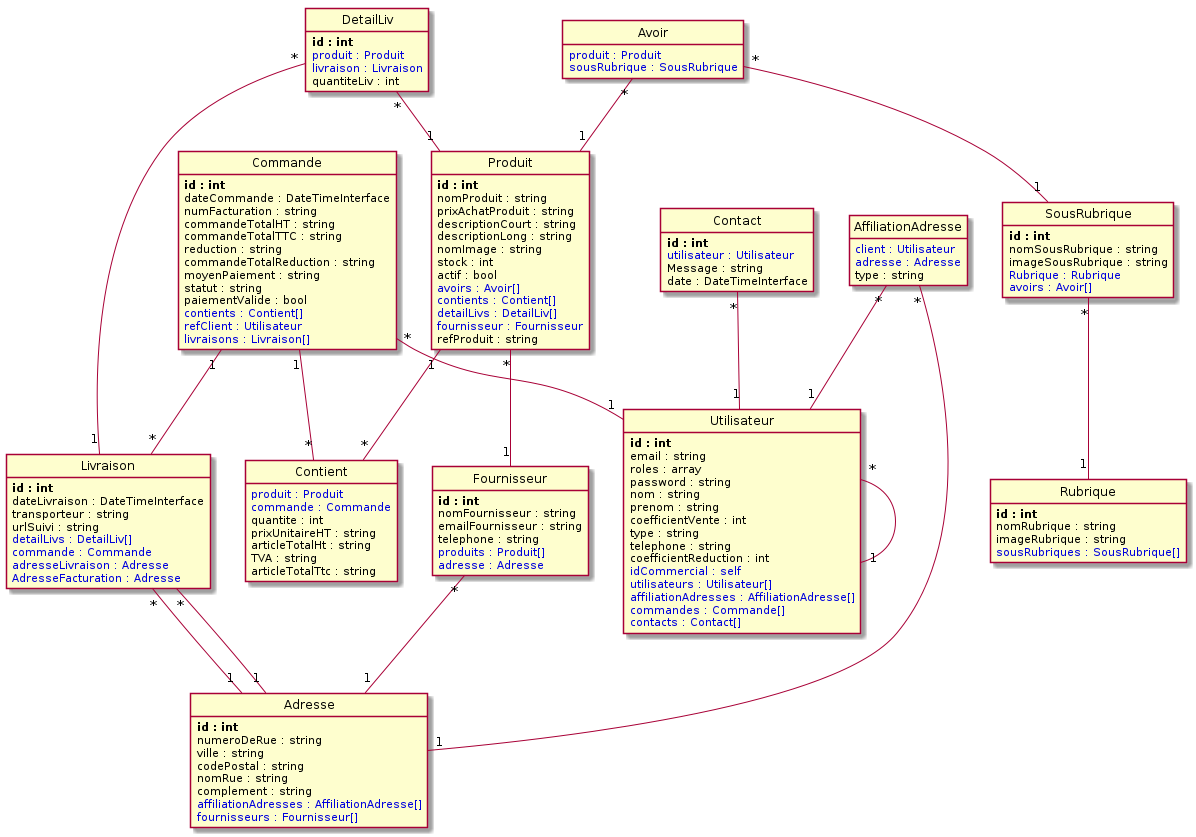 DetailLiv
id : int
produit : Produit
livraison : Livraison
quantiteLiv : int
Avoir
produit : Produit
sousRubrique : SousRubrique
*
*
*
*
1
1
1
Commande
id : int
dateCommande : DateTimeInterface
numFacturation : string
commandeTotalHT : string
commandeTotalTTC : string
reduction : string
commandeTotalReduction : string
moyenPaiement : string
statut : string
paiementValide : bool
contients : Contient[]
refClient : Utilisateur
livraisons : Livraison[]
Produit
id : int
nomProduit : string
prixAchatProduit : string
descriptionCourt : string
descriptionLong : string
nomImage : string
stock : int
actif : bool
avoirs : Avoir[]
contients : Contient[]
detailLivs : DetailLiv[]
fournisseur : Fournisseur
refProduit : string
Contact
id : int
utilisateur : Utilisateur
Message : string
date : DateTimeInterface
AffiliationAdresse
client : Utilisateur
adresse : Adresse
type : string
SousRubrique
id : int
nomSousRubrique : string
imageSousRubrique : string
Rubrique : Rubrique
avoirs : Avoir[]
*
*
*
*
*
1
1
1
*
1
1
1
1
*
*
*
1
1
Livraison
id : int
dateLivraison : DateTimeInterface
transporteur : string
urlSuivi : string
detailLivs : DetailLiv[]
commande : Commande
adresseLivraison : Adresse
AdresseFacturation : Adresse
Contient
produit : Produit
commande : Commande
quantite : int
prixUnitaireHT : string
articleTotalHt : string
TVA : string
articleTotalTtc : string
Fournisseur
id : int
nomFournisseur : string
emailFournisseur : string
telephone : string
produits : Produit[]
adresse : Adresse
Utilisateur
id : int
email : string
roles : array
password : string
nom : string
prenom : string
coefficientVente : int
type : string
telephone : string
coefficientReduction : int
idCommercial : self
utilisateurs : Utilisateur[]
affiliationAdresses : AffiliationAdresse[]
commandes : Commande[]
contacts : Contact[]
*
1
Rubrique
id : int
nomRubrique : string
imageRubrique : string
sousRubriques : SousRubrique[]
*
*
*
1
1
1
1
Adresse
id : int
numeroDeRue : string
ville : string
codePostal : string
nomRue : string
complement : string
affiliationAdresses : AffiliationAdresse[]
fournisseurs : Fournisseur[]